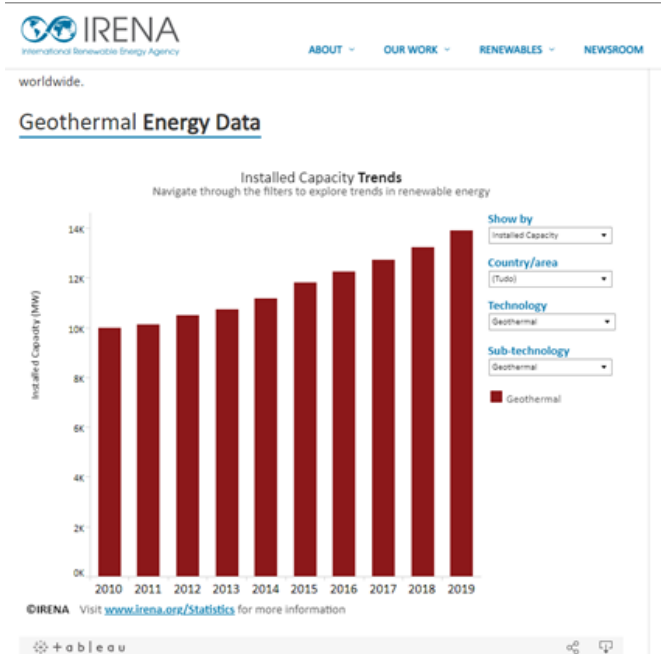 IRENA
International Renewable Energy Agency
ABOUT OUR WORK RENEWABLES NEWSROOM
worldwide.
Geothermal Energy Data
Installed Capacity Trends
Navigate through the filters to explore trends in renewable energy
Show by
Installed Capacity
Country/area
(Tudo)
Technology
Geothermal
Sub-technology
Geothermal
Geothermal
Installed Capacity (MW)
14K
12K
10K
8K
6K
4K
2K
0K
2010 2011 2012 2013 2014 2015 2016 2017 2018 2019
©IRENA Visit www.irena.org/Statistics for more information
+ableau